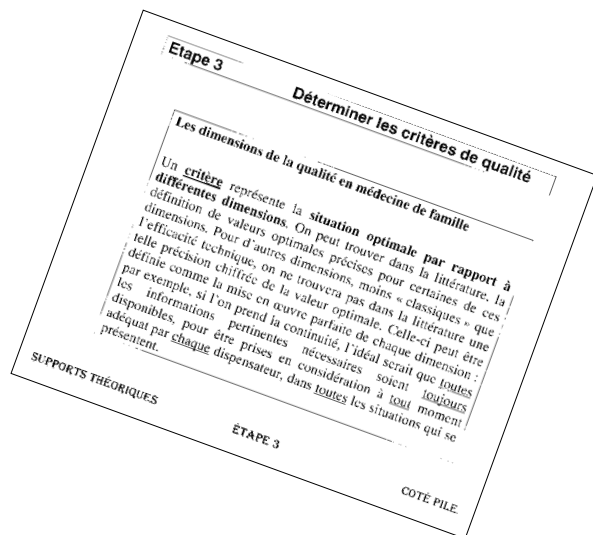 Etape 3
Déterminer les critères de qualité
Les dimensions de la qualité en médecine de famille
Un critère représente la situation optimale par rapport à
différentes dimensions. On peut trouver dans la littérature, la
définition de valeurs optimales précises pour certaines de ces
dimensions. Pour d'autres dimensions, moins « classiques » que
l'efficacité technique, on ne trouvera pas dans la littérature une
telle précision chiffrée de la valeur optimale. Celle-ci peut être
définie comme la mise en œuvre parfaite de chaque dimension :
par exemple, si l'on prend la continuité, l'idéal serait que toutes
les informations pertinentes nécessaires soient toujours
disponibles, pour être prises en considération à tout moment
adéquat par chaque dispensateur, dans toutes les situations qui se
présentent.
SUPPORTS THÉORIQUES
ÉTAPE 3
COTÉ PILE